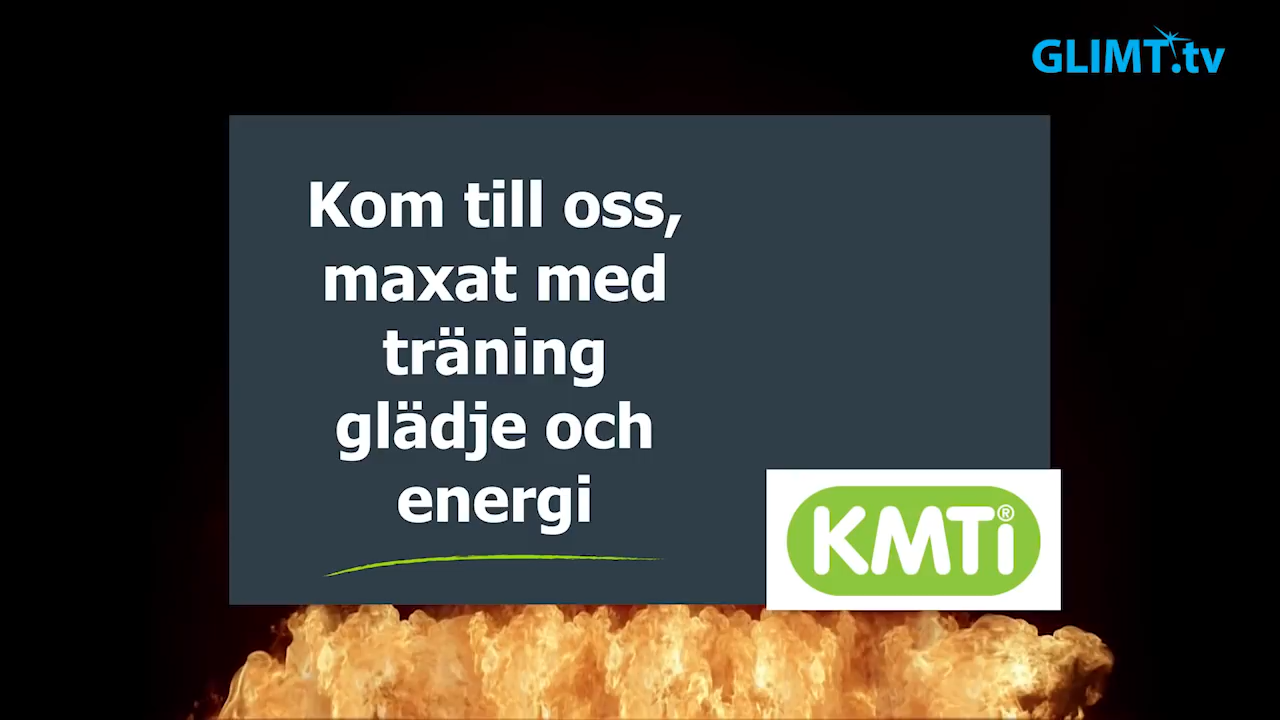 GLIMT.tv
Kom till oss,
maxat med
träning
glädje och
energi
KMTi®